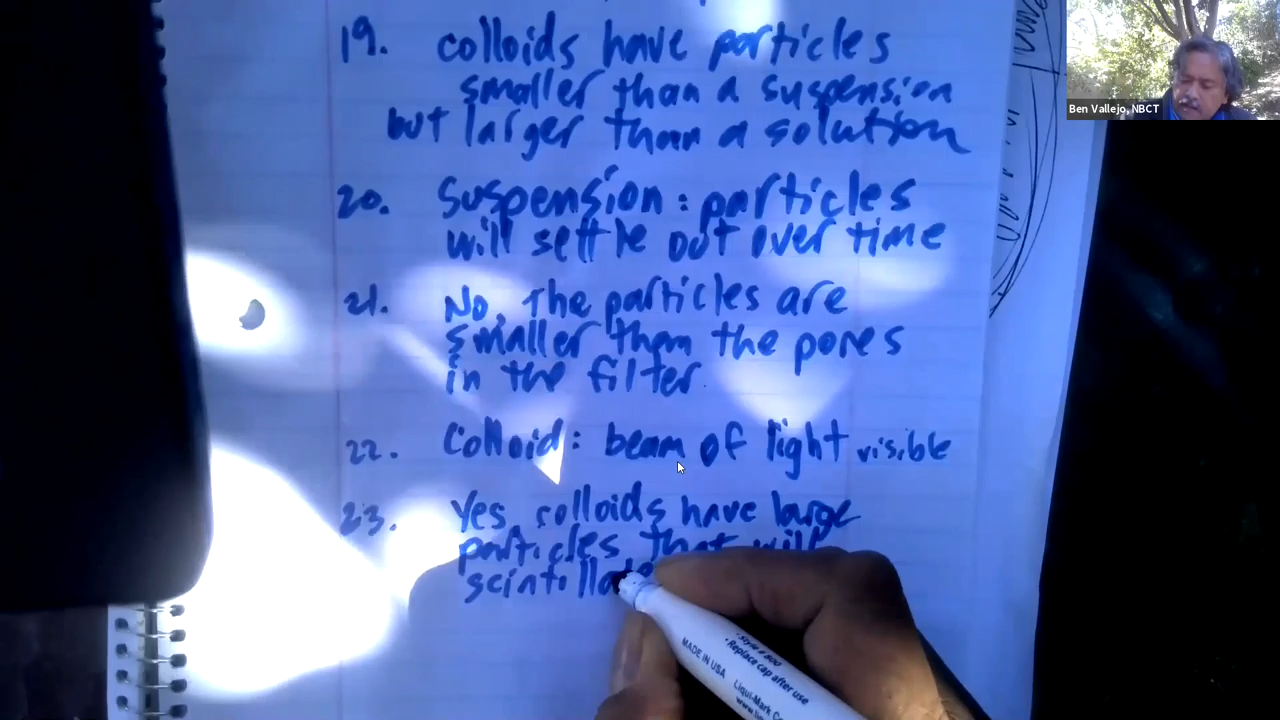 19. colloids have particles
smaller than a suspension
but larger than a solution
20. Suspension: particles
will settle out over time
21. No, the particles are
smaller than the pores
in the filter
22. Colloid: beam of light visible
23. Yes, colloids have large
particles that will
scintillate
Ben Vallejo, NBCT
MADE IN USA
• Replace cap after use
Liqui-Mark